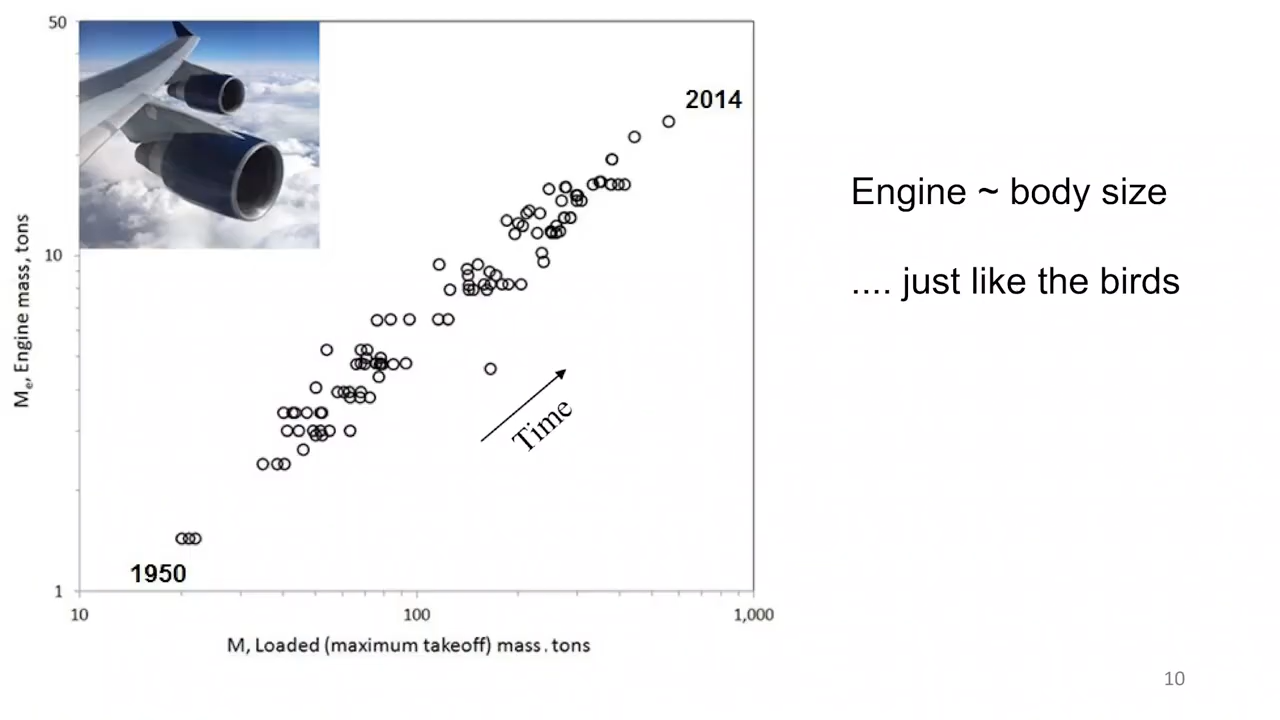 50
2014
Engine ~ body size
.... just like the birds
Me, Engine mass, tons
10
Time
1950
1
10
100
1,000
M, Loaded (maximum takeoff) mass. tons
10